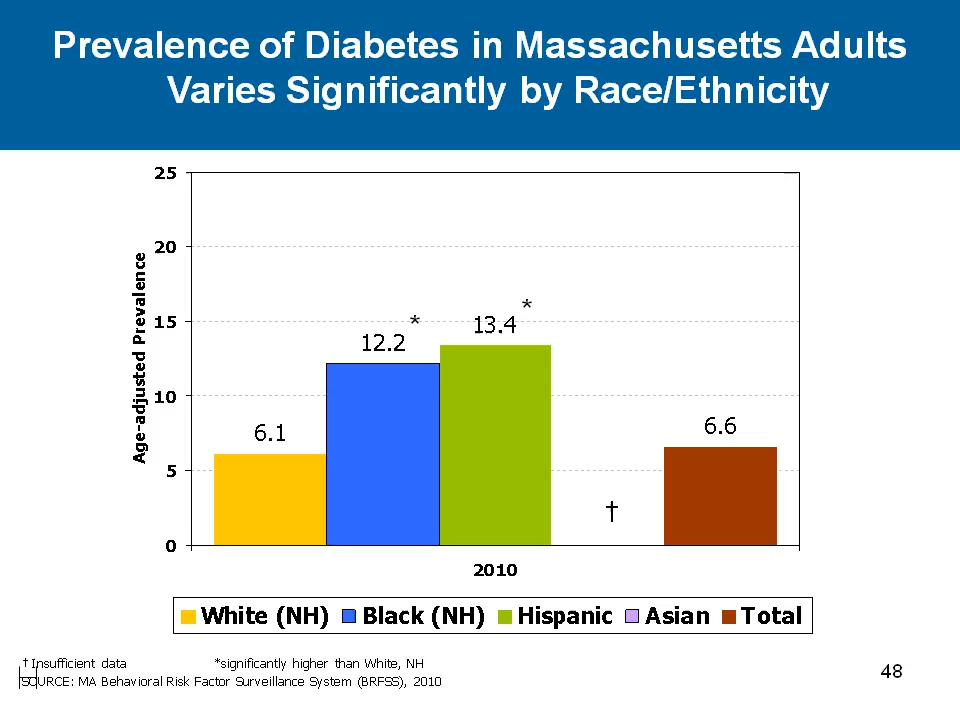 Prevalence of Diabetes in Massachusetts Adults
Varies Significantly by Race/Ethnicity
25
20
15
10
5
0
Age-adjusted Prevalence
6.1
12.2
*
13.4
*
†
6.6
2010
White (NH) Black (NH) Hispanic Asian Total
† Insufficient data *significantly higher than White, NH
SOURCE: MA Behavioral Risk Factor Surveillance System (BRFSS), 2010
48